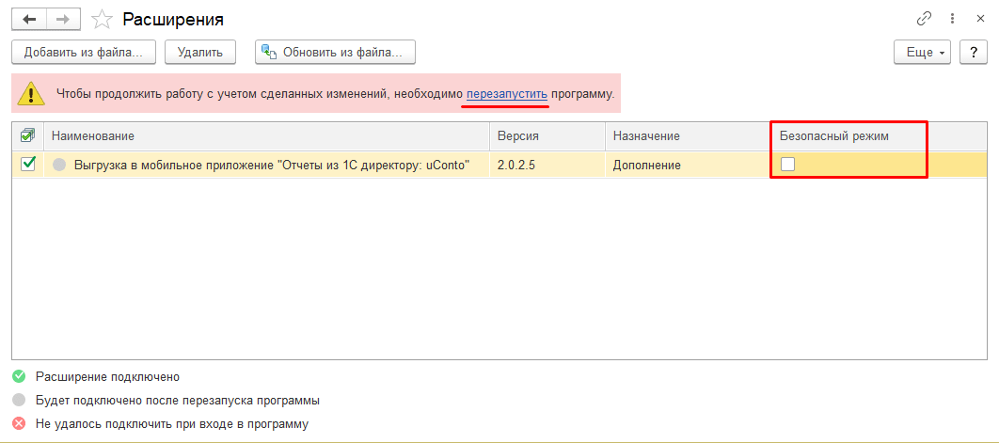 Расширения
Добавить из файла... Удалить Обновить из файла... Еще ?
Чтобы продолжить работу с учетом сделанных изменений, необходимо перезапустить программу.
Наименование Версия Назначение Безопасный режим
Выгрузка в мобильное приложение "Отчеты из 1С директору: uConto" 2.0.2.5 Дополнение
Расширение подключено
Будет подключено после перезапуска программы
Не удалось подключить при входе в программу